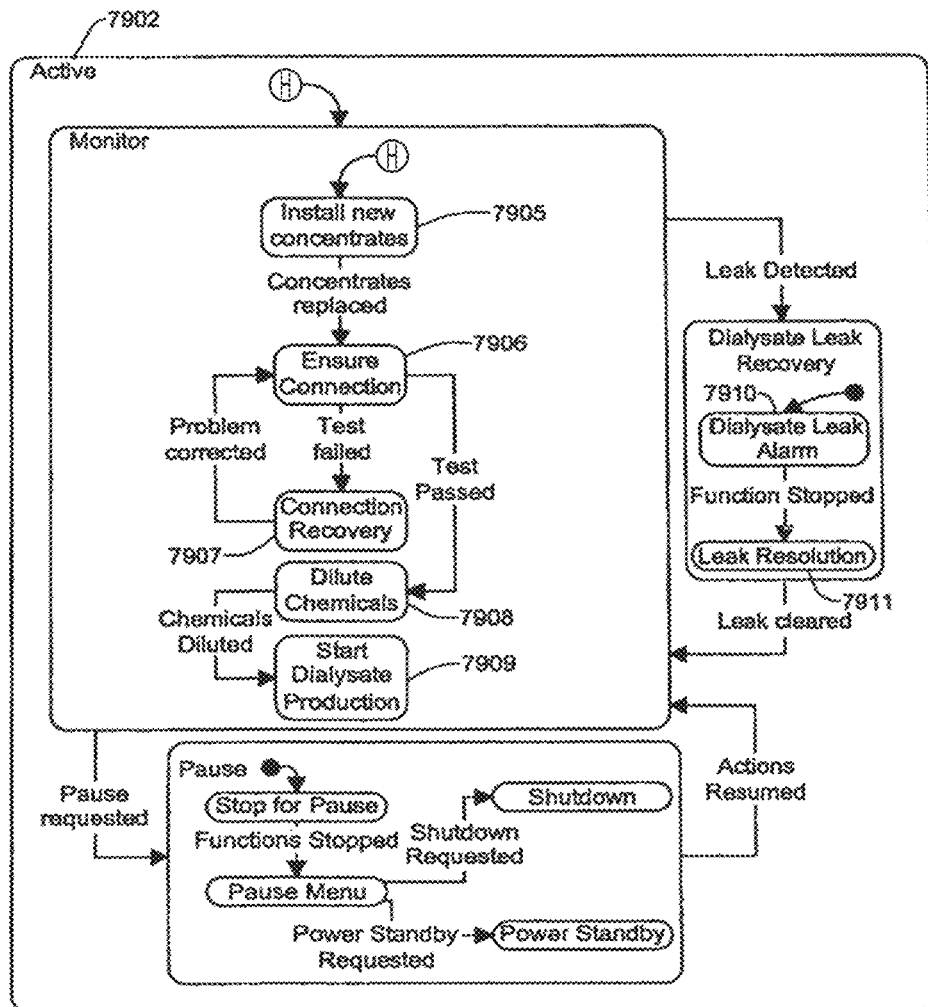 7902
Active
H
Monitor
H
Install new
concentrates
7905
Concentrates
replaced
Leak Detected
Ensure
Connection
7906
Dialysate Leak
Recovery
7910
Dialysate Leak
Alarm
Problem
corrected
Test
failed
Test
Passed
Function Stopped
Connection
Recovery
7907
Leak Resolution
7911
Dilute
Chemicals
7908
Chemicals
Diluted
Leak cleared
Start
Dialysate
Production
7909
Pause
requested
Pause
Stop for Pause
Functions Stopped
Pause Menu
Shutdown
Requested
Shutdown
Power Standby
Requested
Power Standby
Actions
Resumed